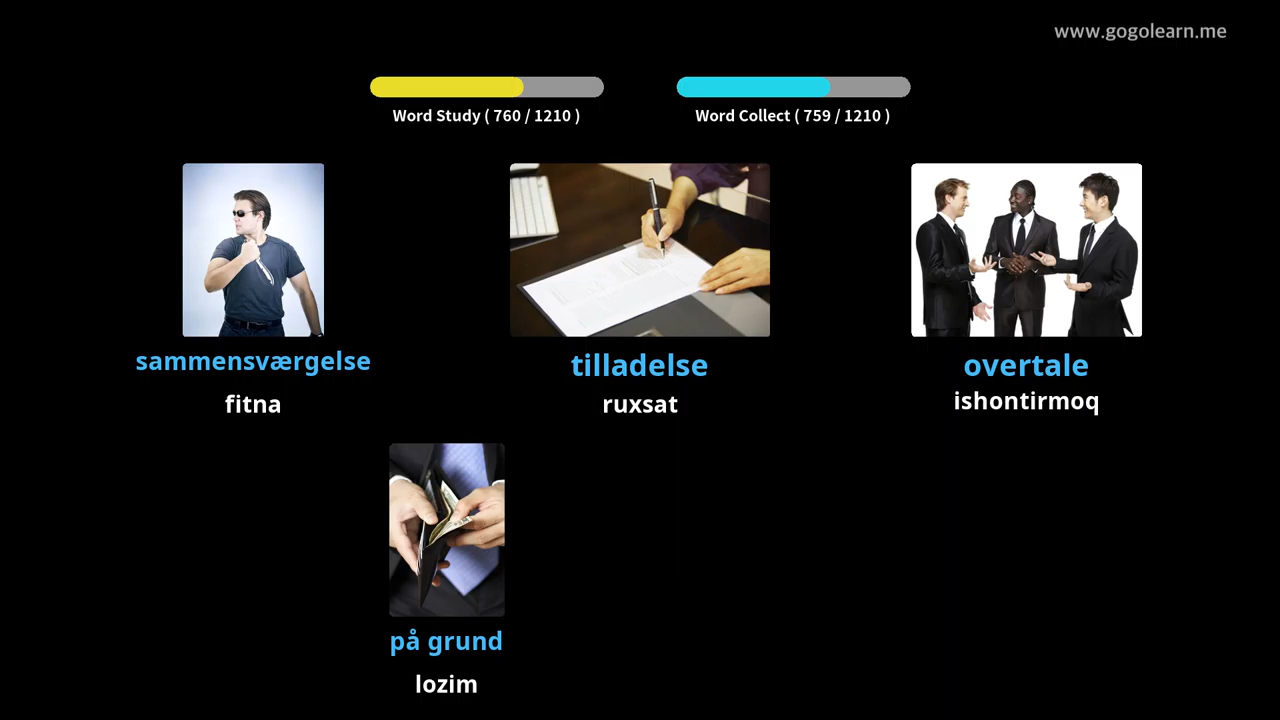 www.gogolearn.me
Word Study ( 760 / 1210 )
Word Collect ( 759 / 1210 )
sammensværgelse
fitna
tilladelse
ruxsat
overtale
ishontirmoq
på grund
lozim